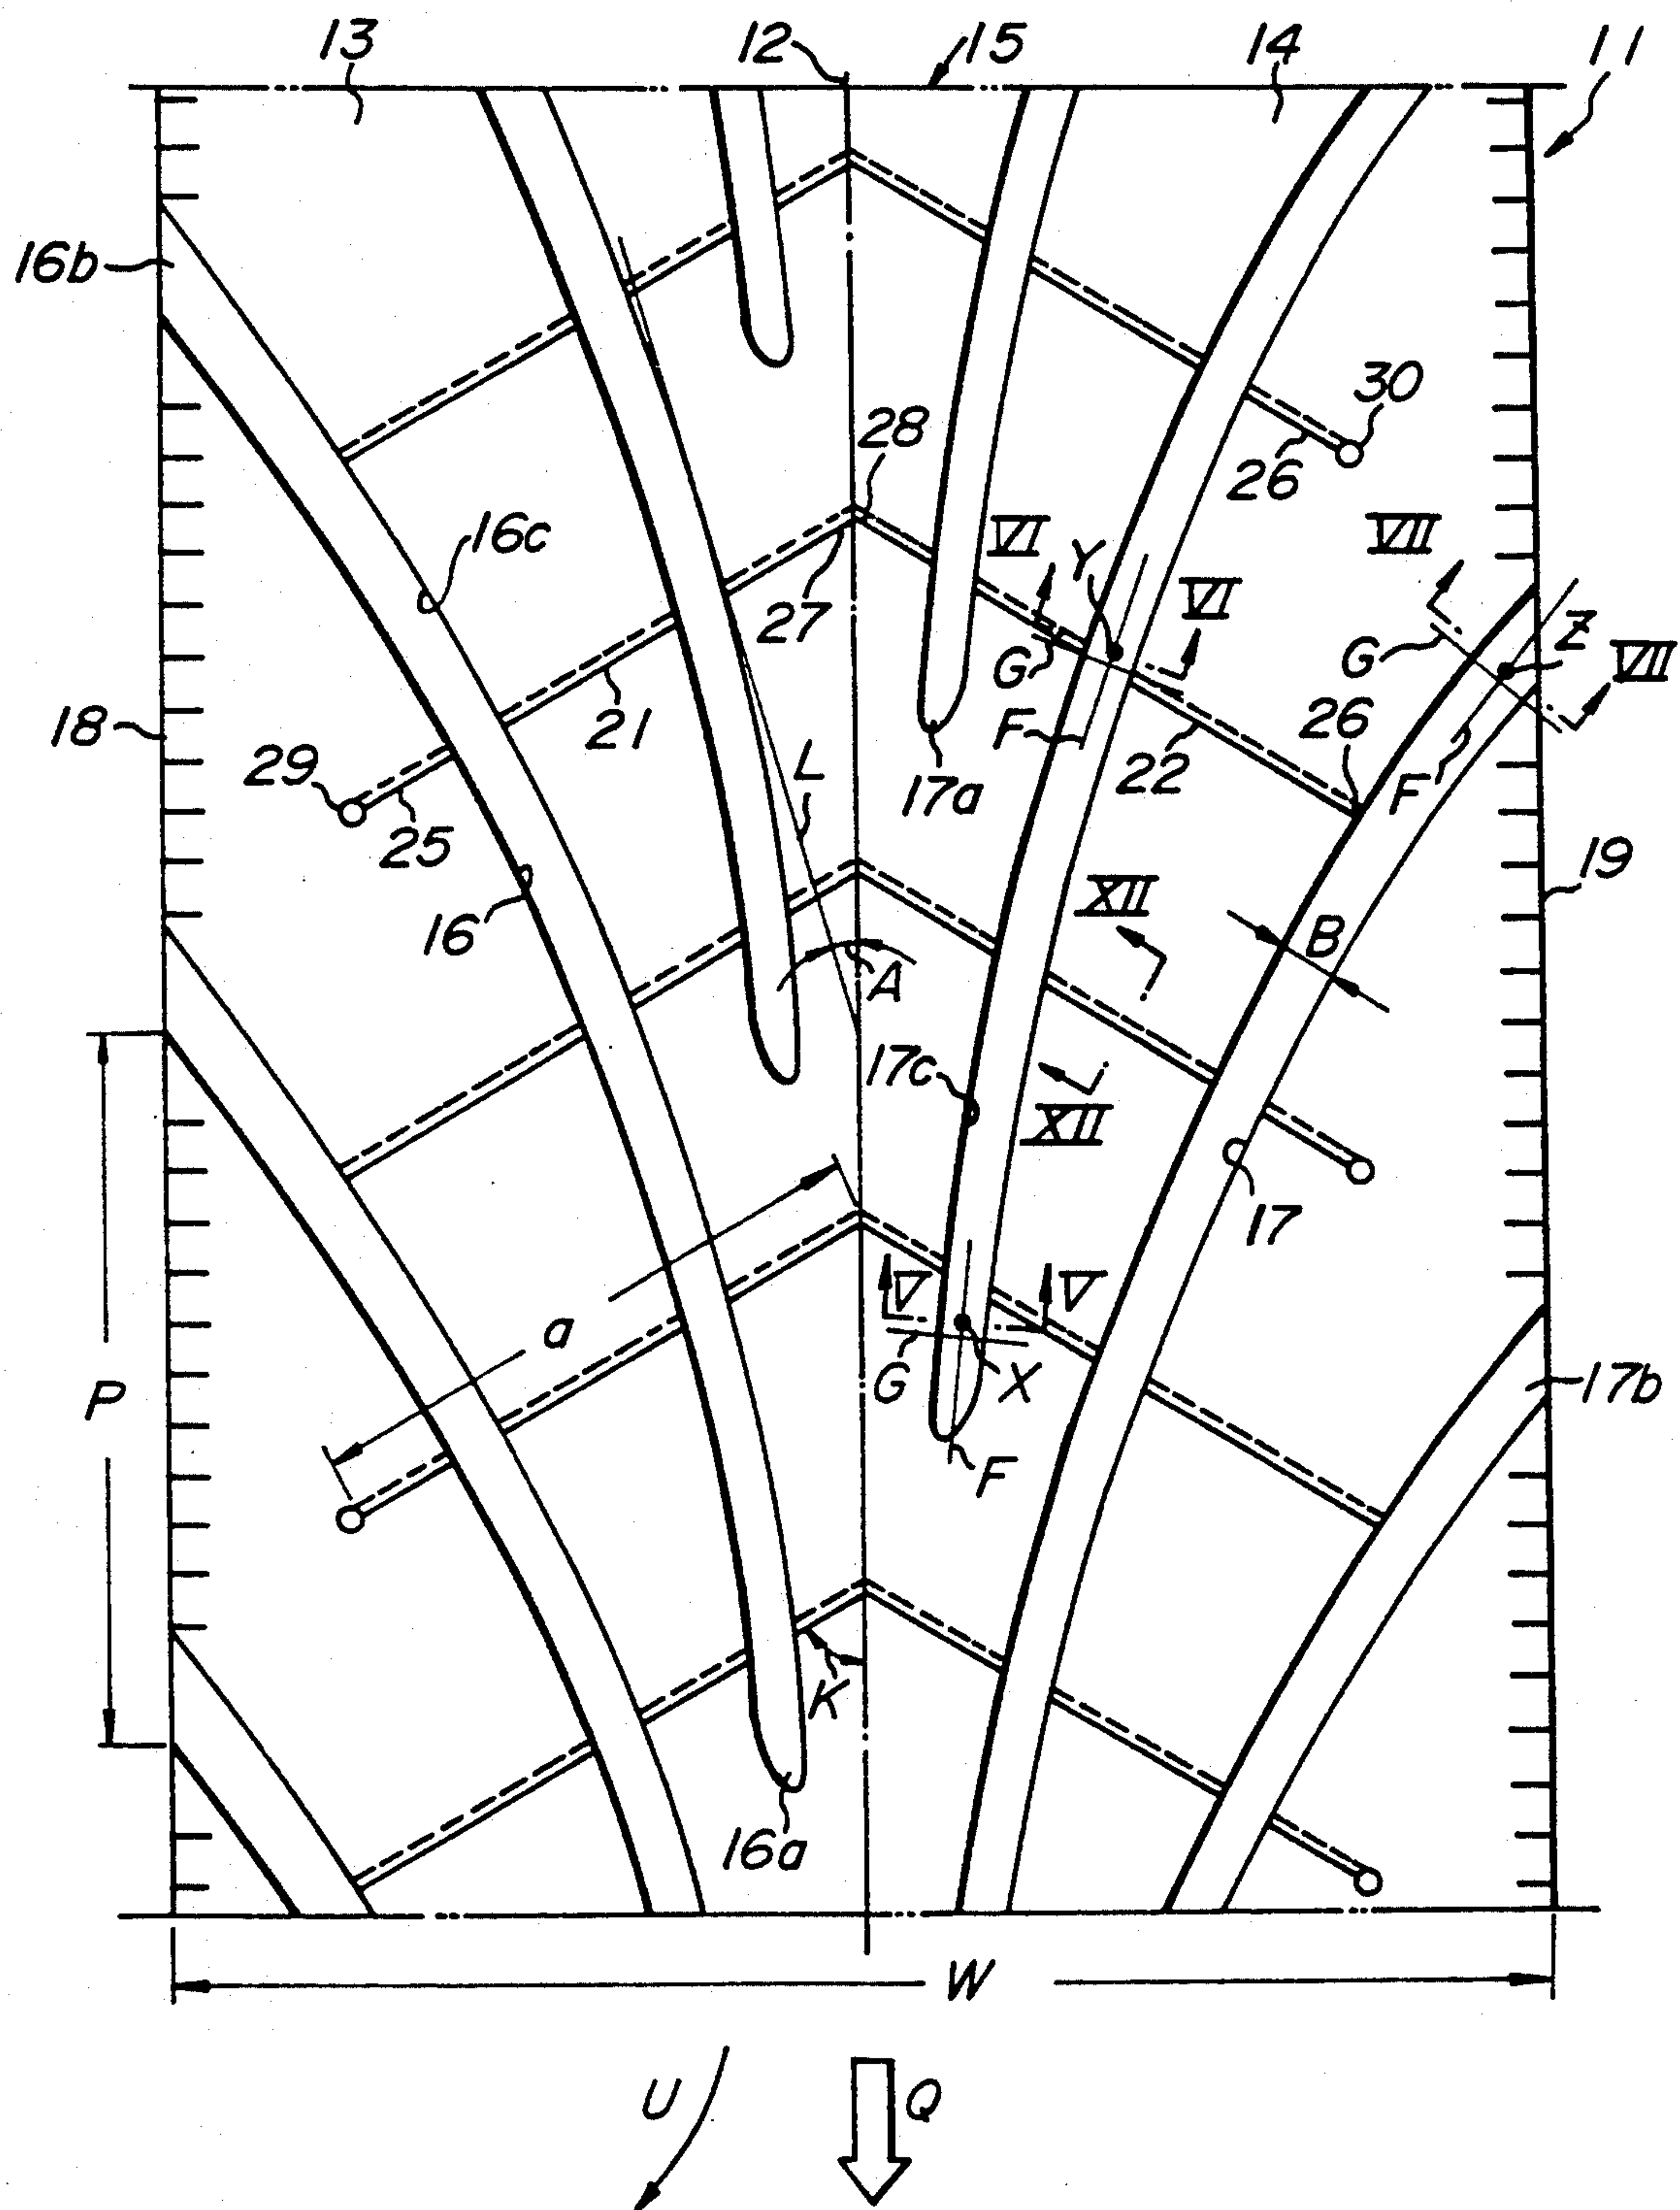 13
12
15
14
11
16b
30
26
28
16c
VI
Y
VI
VII
Z
VII
G
G
27
21
18
29
25
F
22
26
F
17a
L
19
16
XII
B
A
17c
XII
17
a
V
V
P
G
X
17b
F
K
16a
W
U
Q